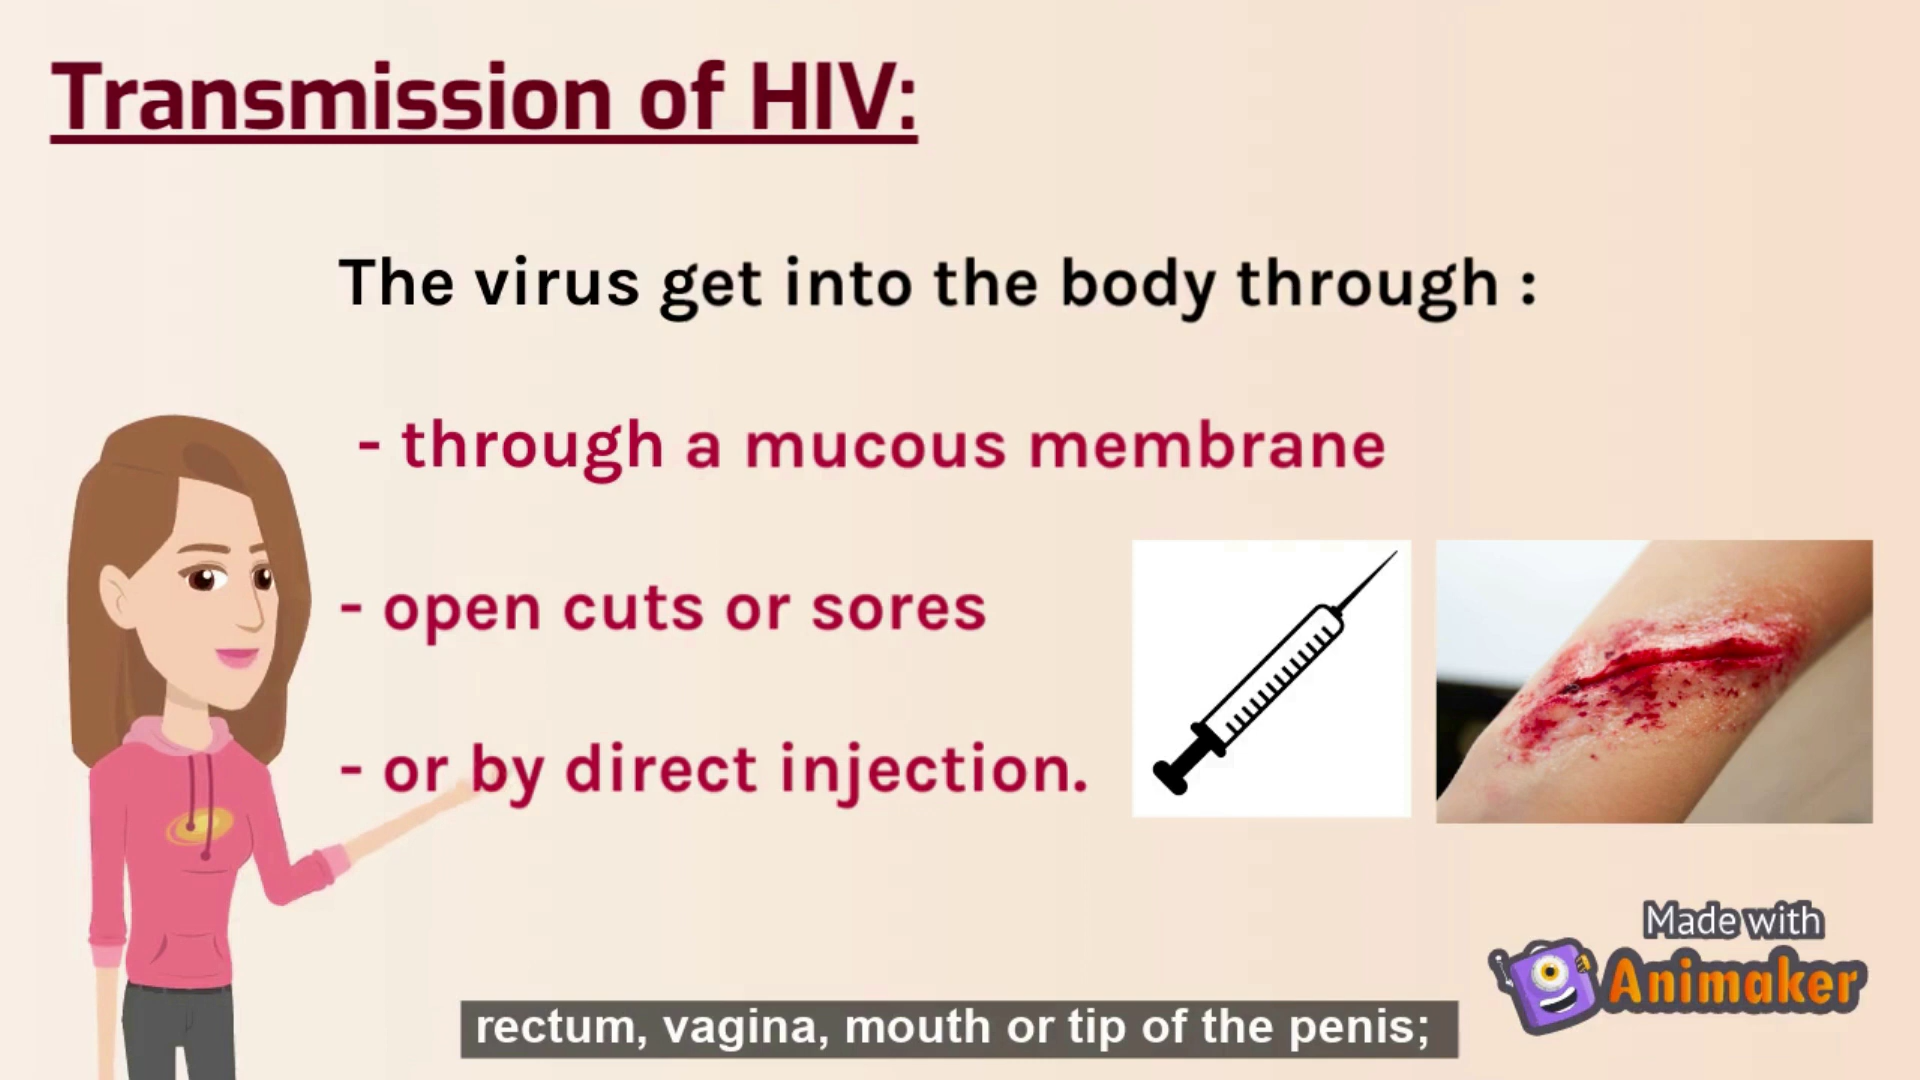 Transmission of HIV:
The virus get into the body through :
- through a mucous membrane
- open cuts or sores
- or by direct injection.
Made with
Animaker
rectum, vagina, mouth or tip of the penis;